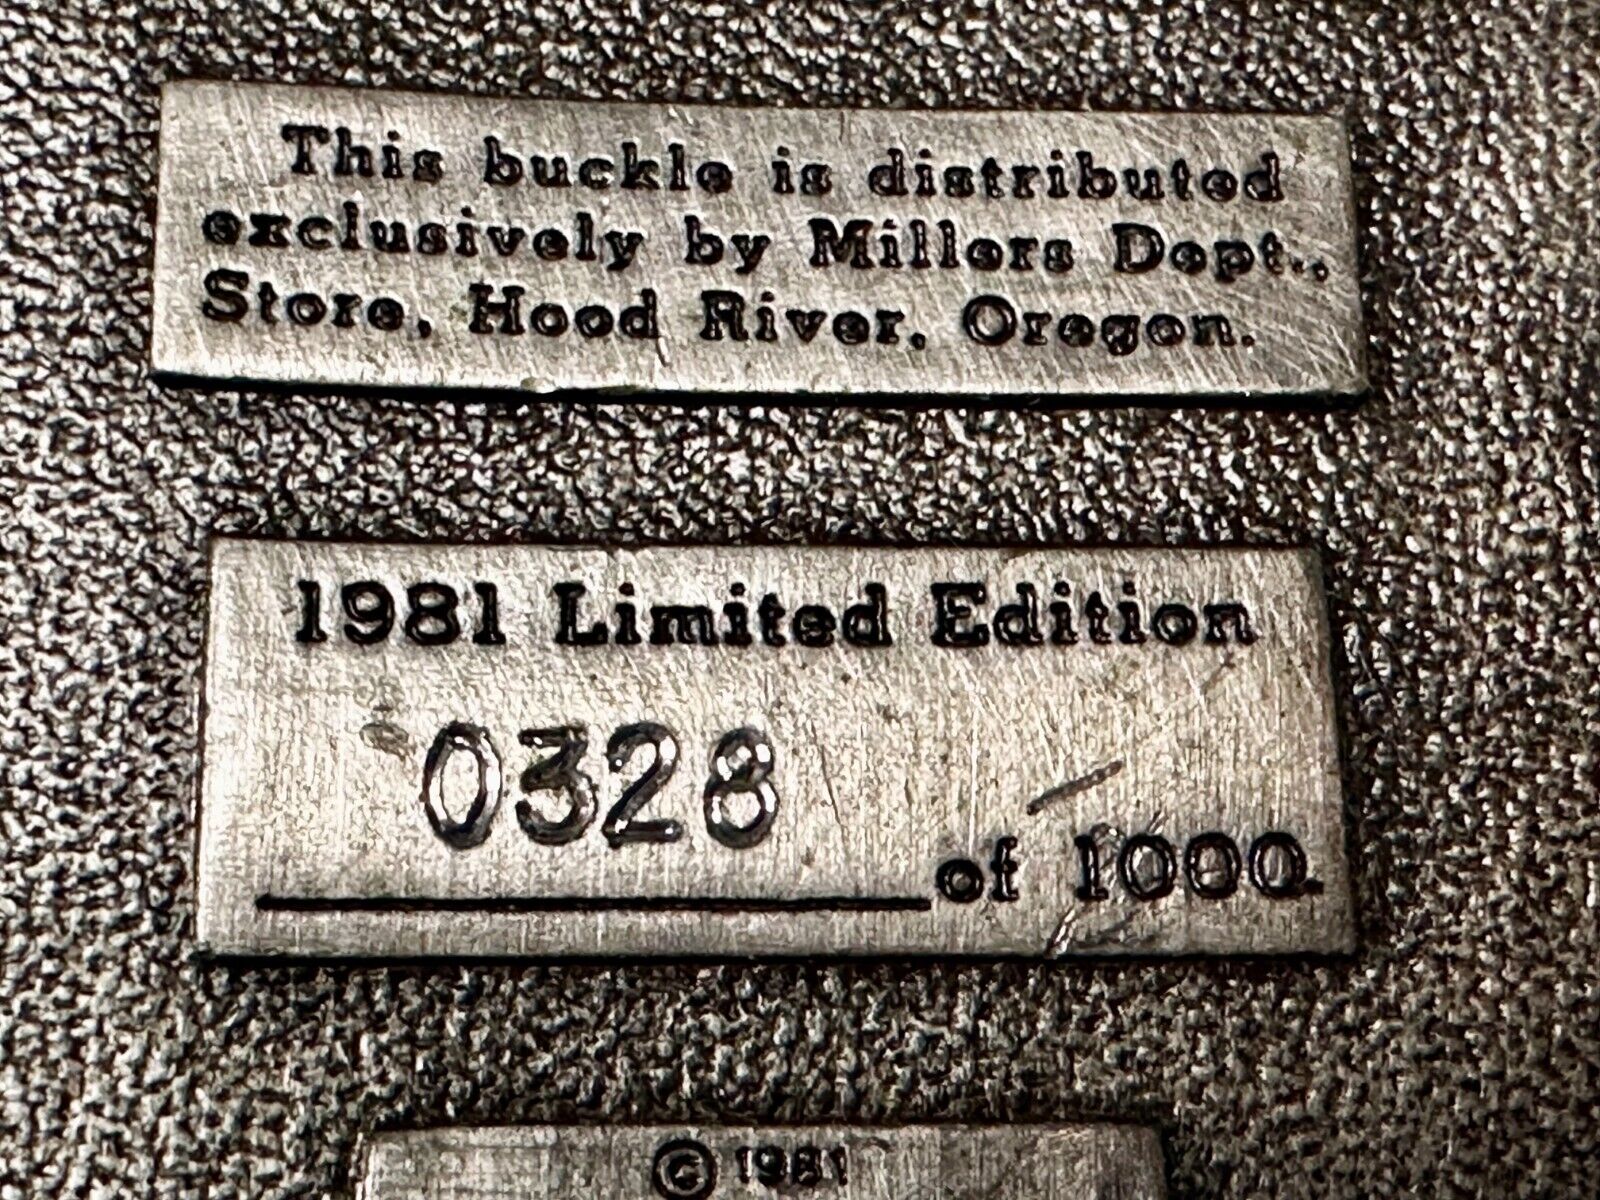 This buckle is distributed
exclusively by Millers Dept.,
Store, Hood River, Oregon.
1981 Limited Edition
0328 of 1000
© 1981